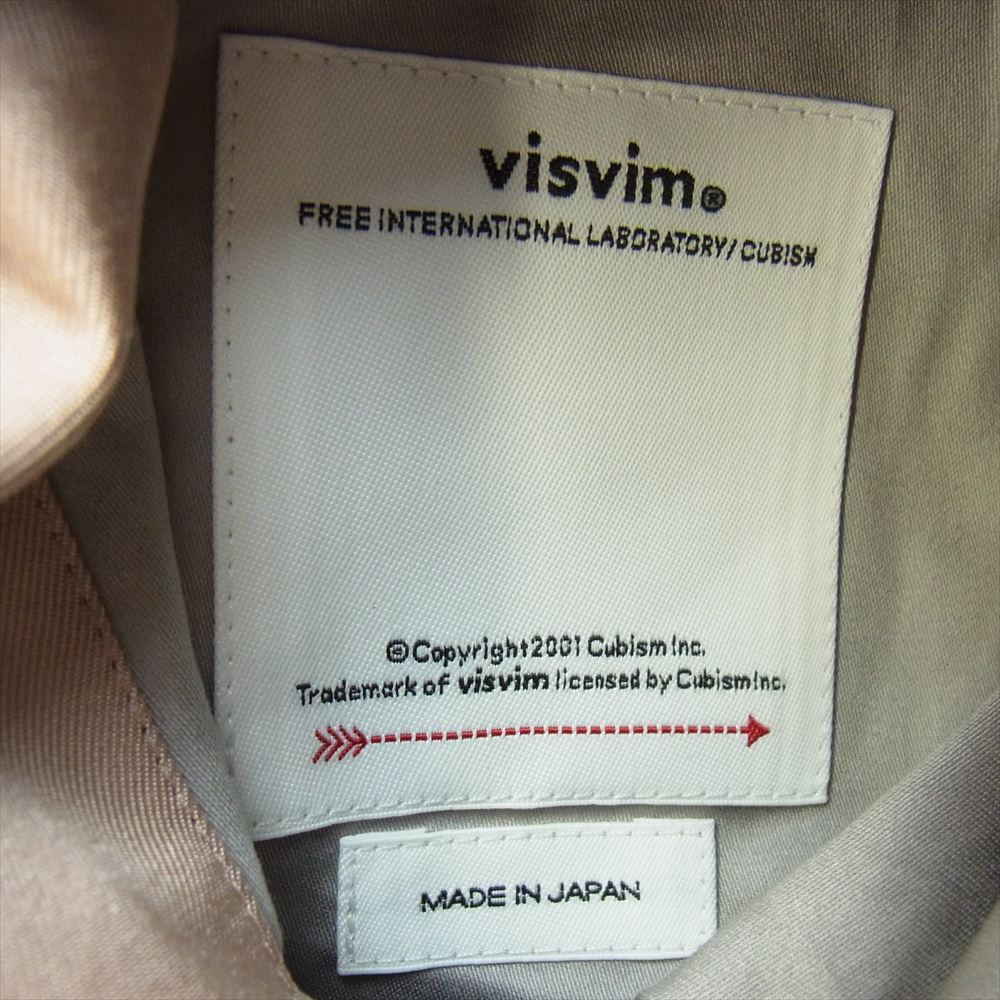 visvim®
FREE INTERNATIONAL LABORATORY/CUBISM
©Copyright2001 Cubism Inc.
Trademark of visvim licensed by Cubism Inc.
MADE IN JAPAN